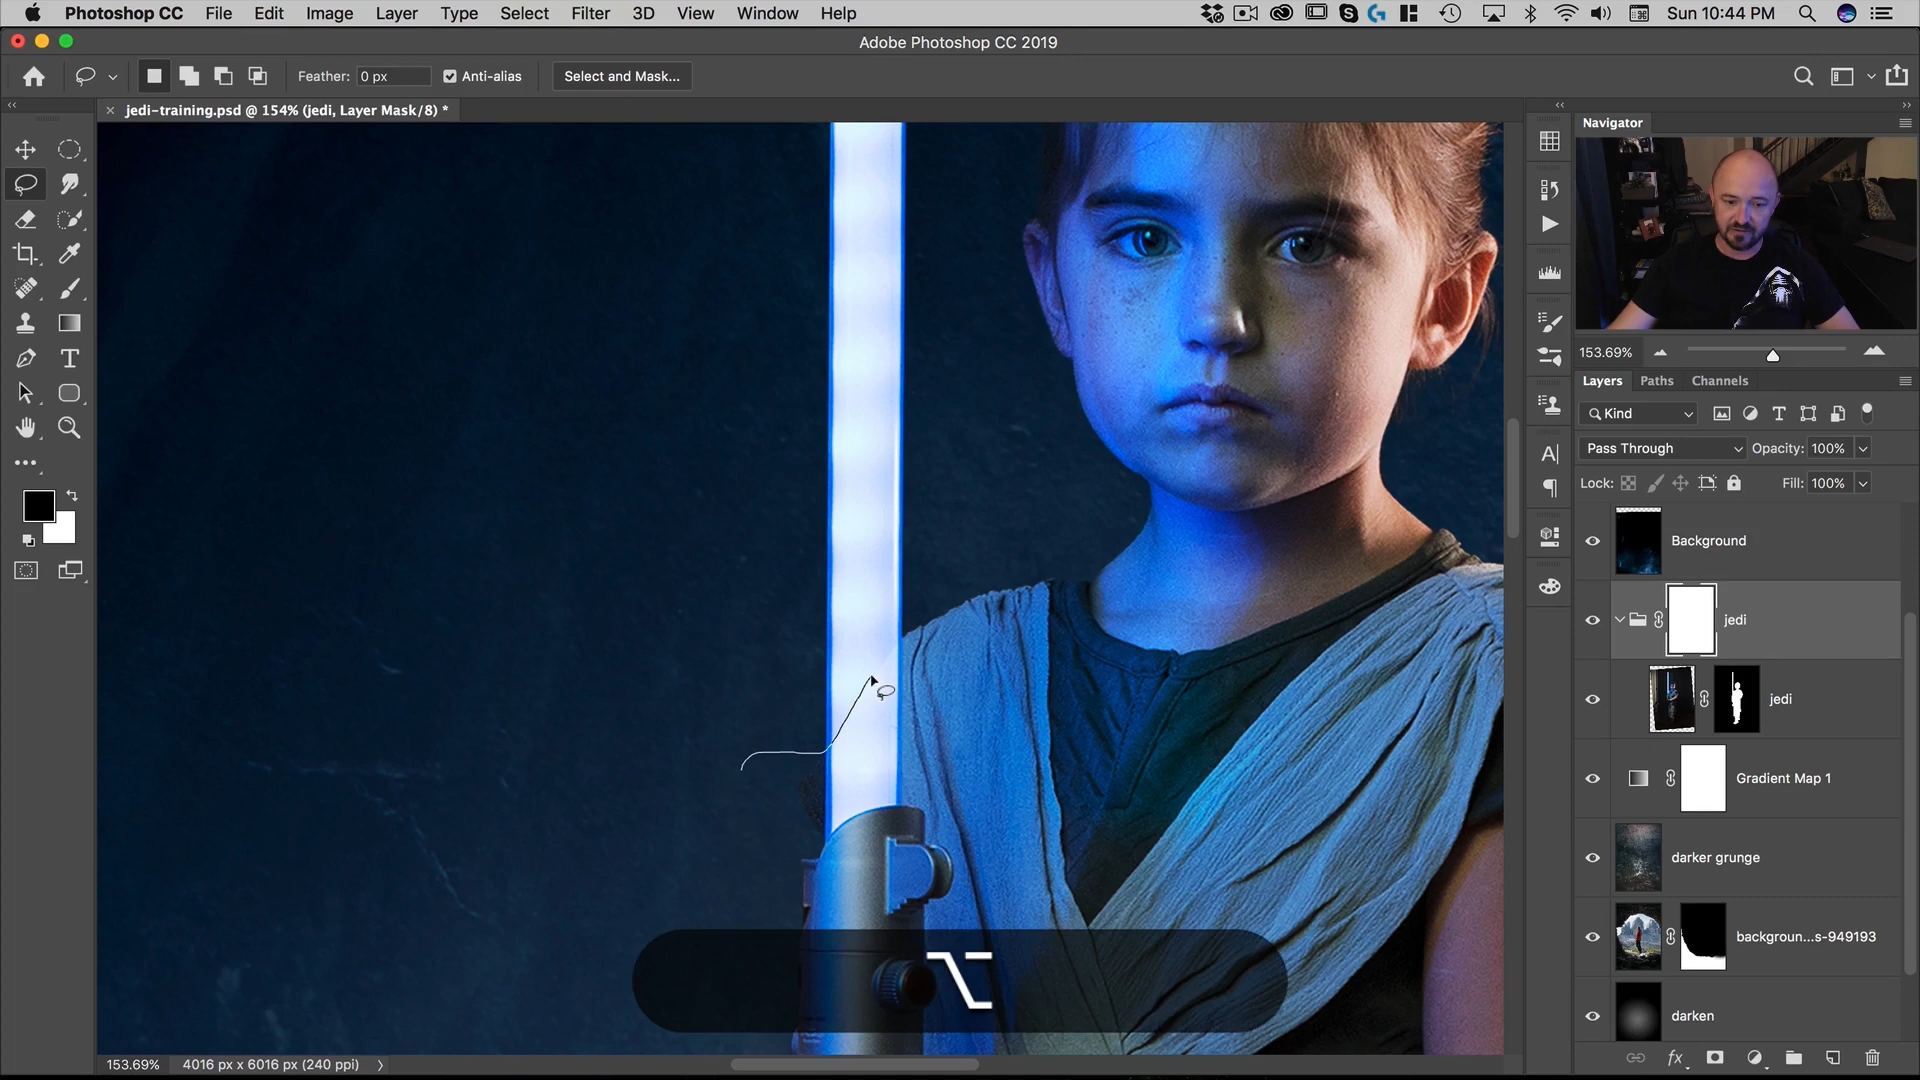 Photoshop CC File Edit Image Layer Type Select Filter 3D View Window Help
Sun 10:44 PM
Adobe Photoshop CC 2019
Feather: 0 px Anti-alias Select and Mask...
jedi-training.psd @ 154% (jedi, Layer Mask/8) *
Navigator
153.69%
Layers Paths Channels
Kind
Pass Through Opacity: 100%
Lock: Fill: 100%
Background
jedi
jedi
Gradient Map 1
darker grunge
backgroun...s-949193
darken
⌥
153.69% 4016 px x 6016 px (240 ppi)